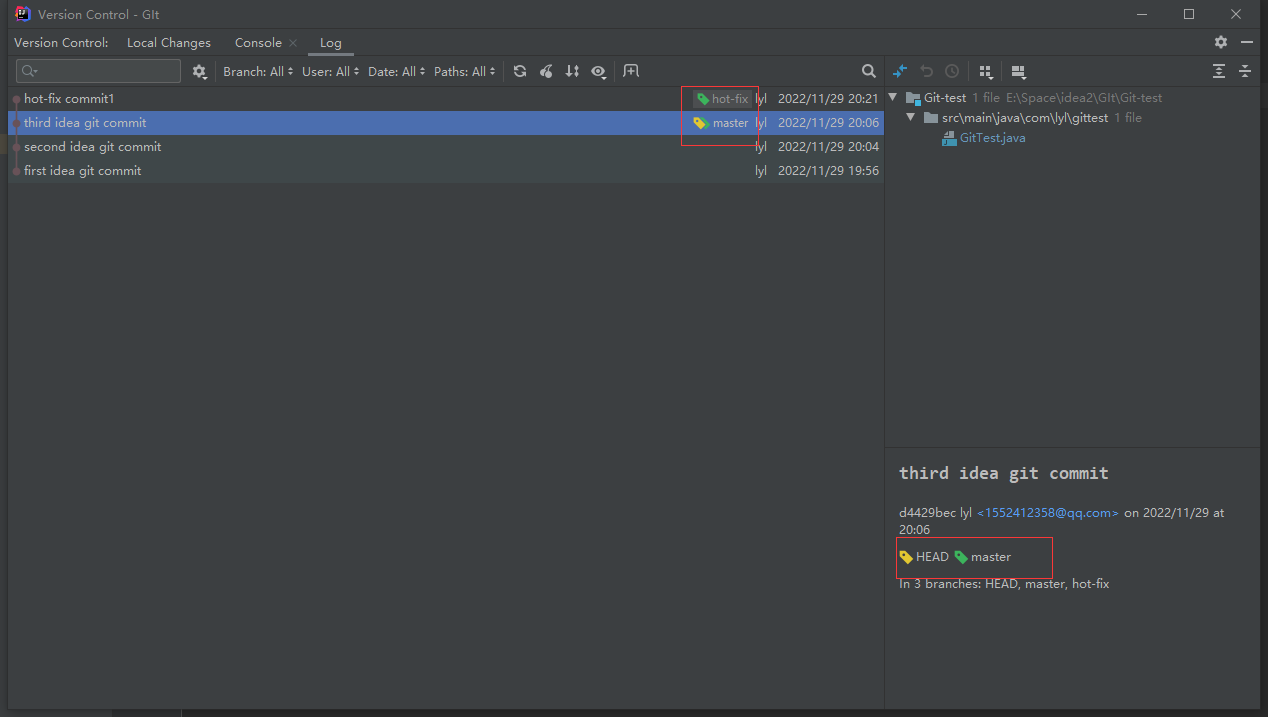 Version Control - GIt
Version Control: Local Changes Console Log
Branch: All User: All Date: All Paths: All
hot-fix commit1 hot-fix lyl 2022/11/29 20:21
third idea git commit master lyl 2022/11/29 20:06
second idea git commit lyl 2022/11/29 20:04
first idea git commit lyl 2022/11/29 19:56
Git-test 1 file E:\Space\idea2\GIt\Git-test
src\main\java\com\lyl\gittest 1 file
GitTest.java
third idea git commit
d4429bec lyl <1552412358@qq.com> on 2022/11/29 at
20:06
HEAD master
In 3 branches: HEAD, master, hot-fix